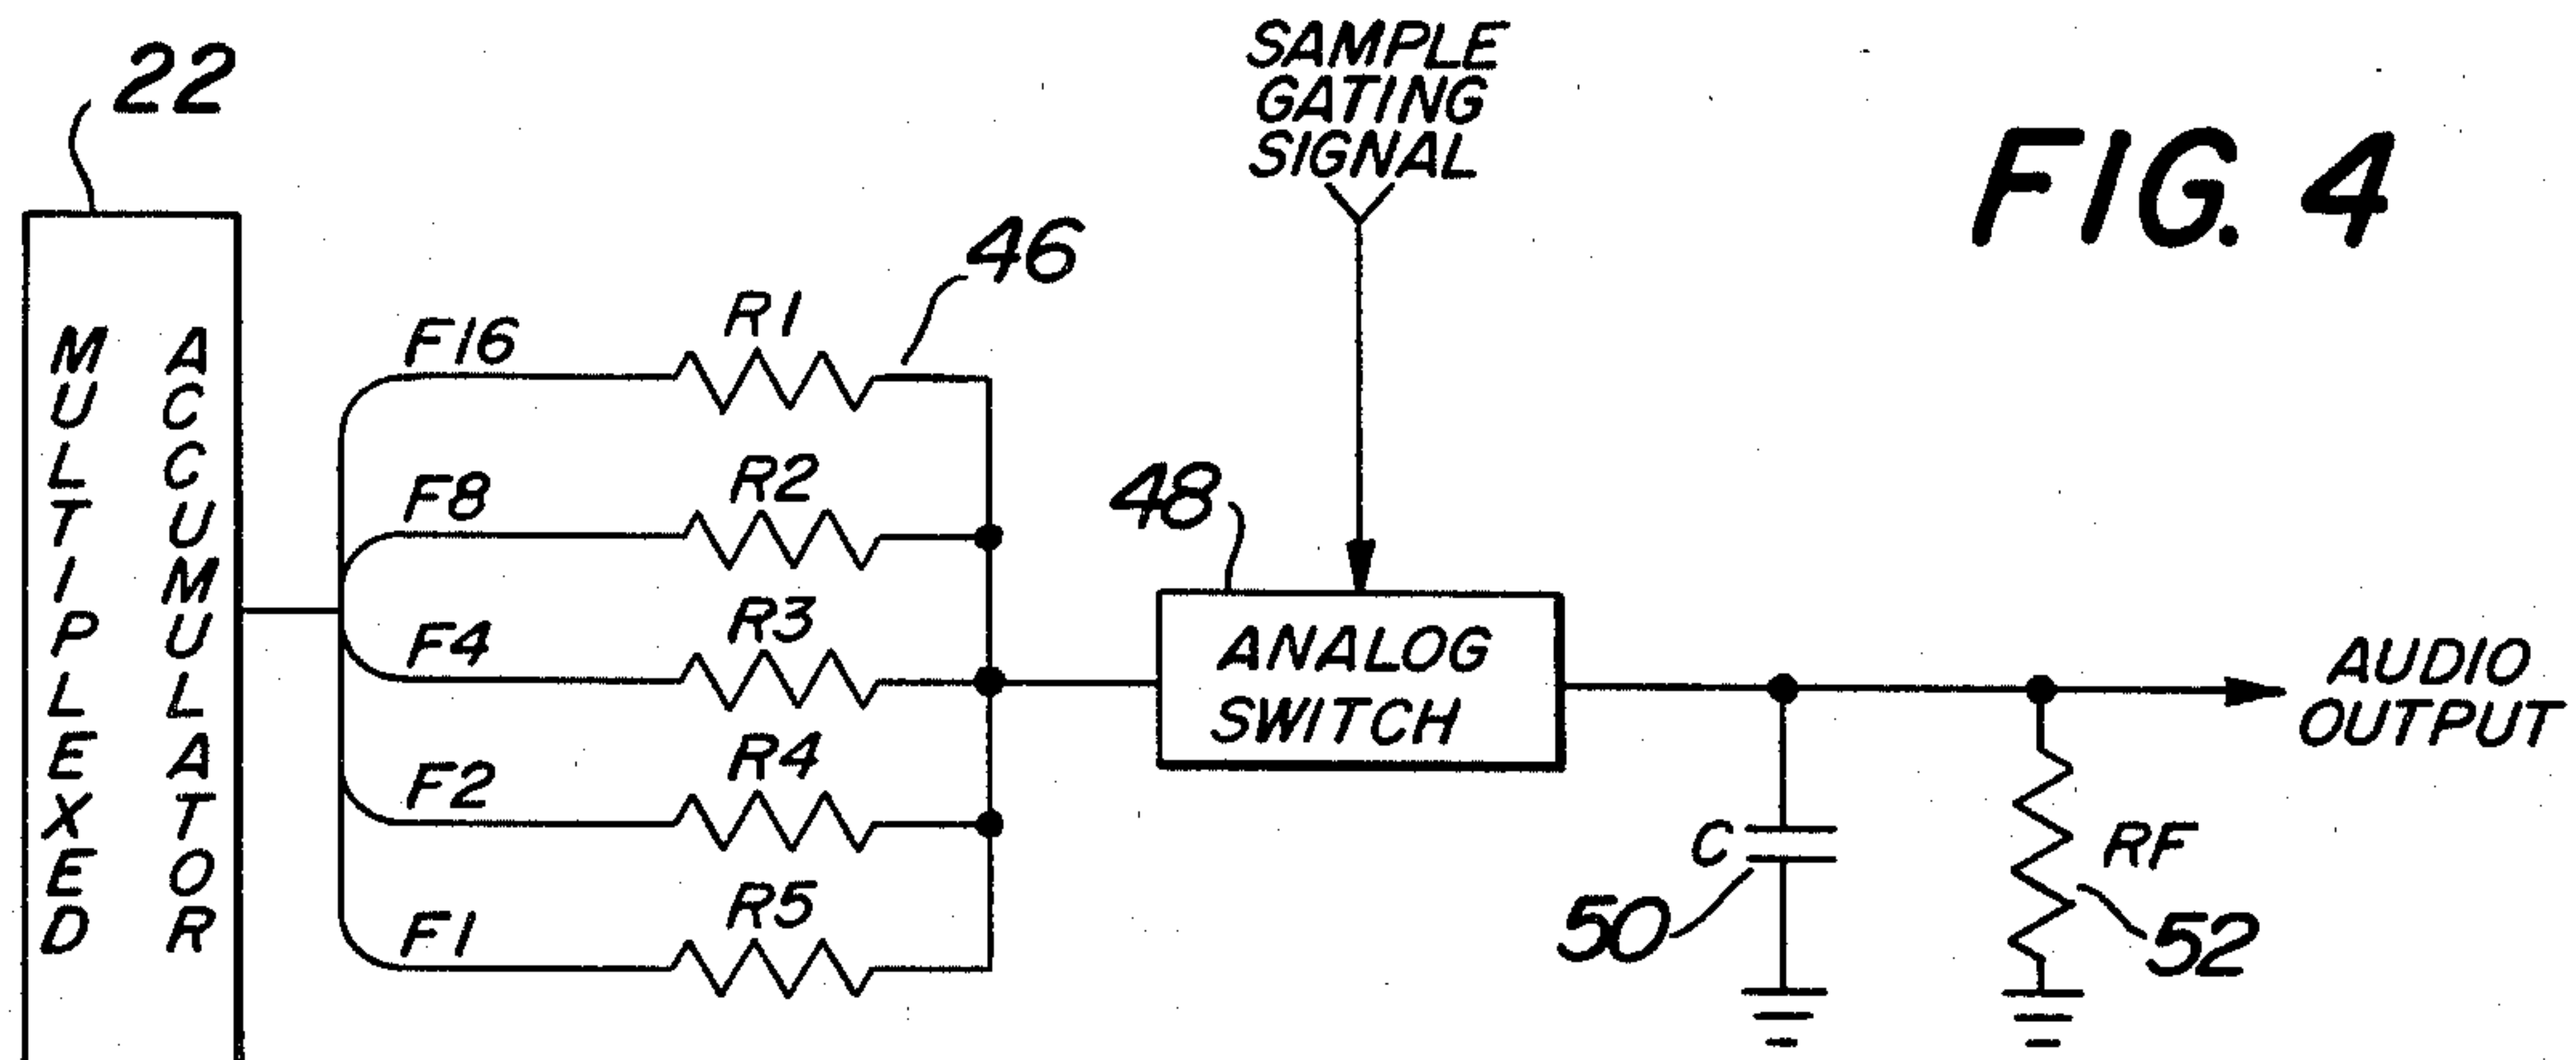 22
SAMPLE
GATING
SIGNAL
FIG. 4
46
MULTIPLEXED
ACCUMULATOR
F16
R1
F8
R2
F4
R3
F2
R4
F1
R5
48
ANALOG
SWITCH
AUDIO
OUTPUT
C
50
RF
52